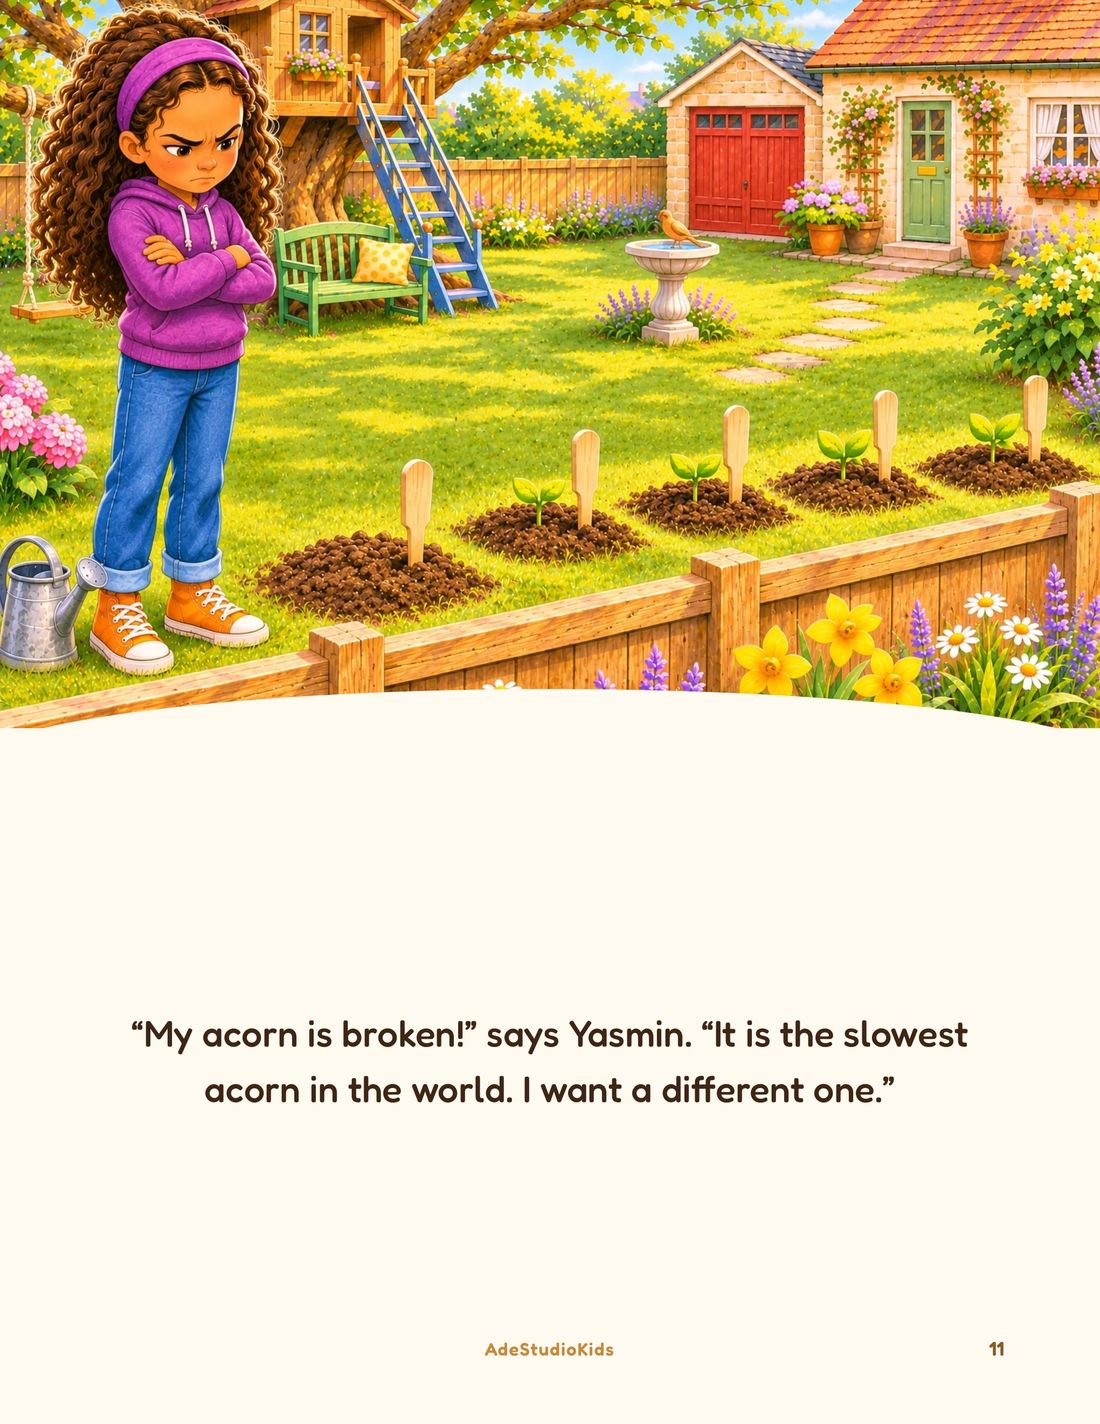 “My acorn is broken!” says Yasmin. “It is the slowest
acorn in the world. I want a different one.”
AdeStudioKids
11